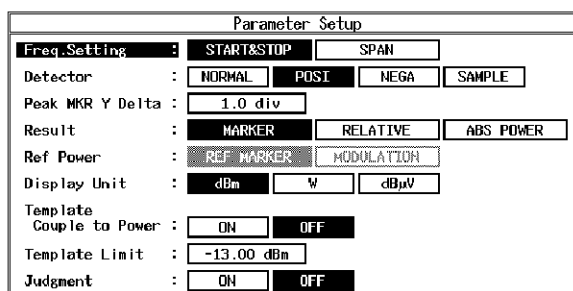 Parameter Setup
Freq.Setting : START&STOP SPAN
Detector : NORMAL POSI NEGA SAMPLE
Peak MKR Y Delta : 1.0 div
Result : MARKER RELATIVE ABS POWER
Ref Power : REF MARKER MODULATION
Display Unit : dBm W dBμV
Template
Couple to Power : ON OFF
Template Limit : -13.00 dBm
Judgment : ON OFF